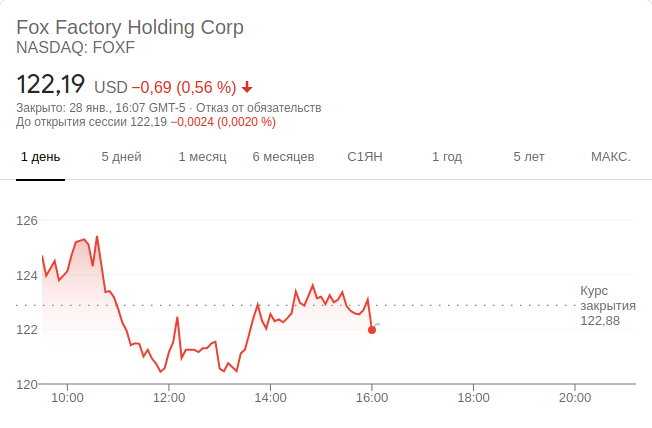 Fox Factory Holding Corp
NASDAQ: FOXF
122,19 USD −0,69 (0,56 %)
Закрыто: 28 янв., 16:07 GMT-5 · Отказ от обязательств
До открытия сессии 122,19 −0,0024 (0,0020 %)
1 день 5 дней 1 месяц 6 месяцев С1ЯН 1 год 5 лет МАКС.
126
124
Курс
закрытия
122,88
122
120
10:00 12:00 14:00 16:00 18:00 20:00